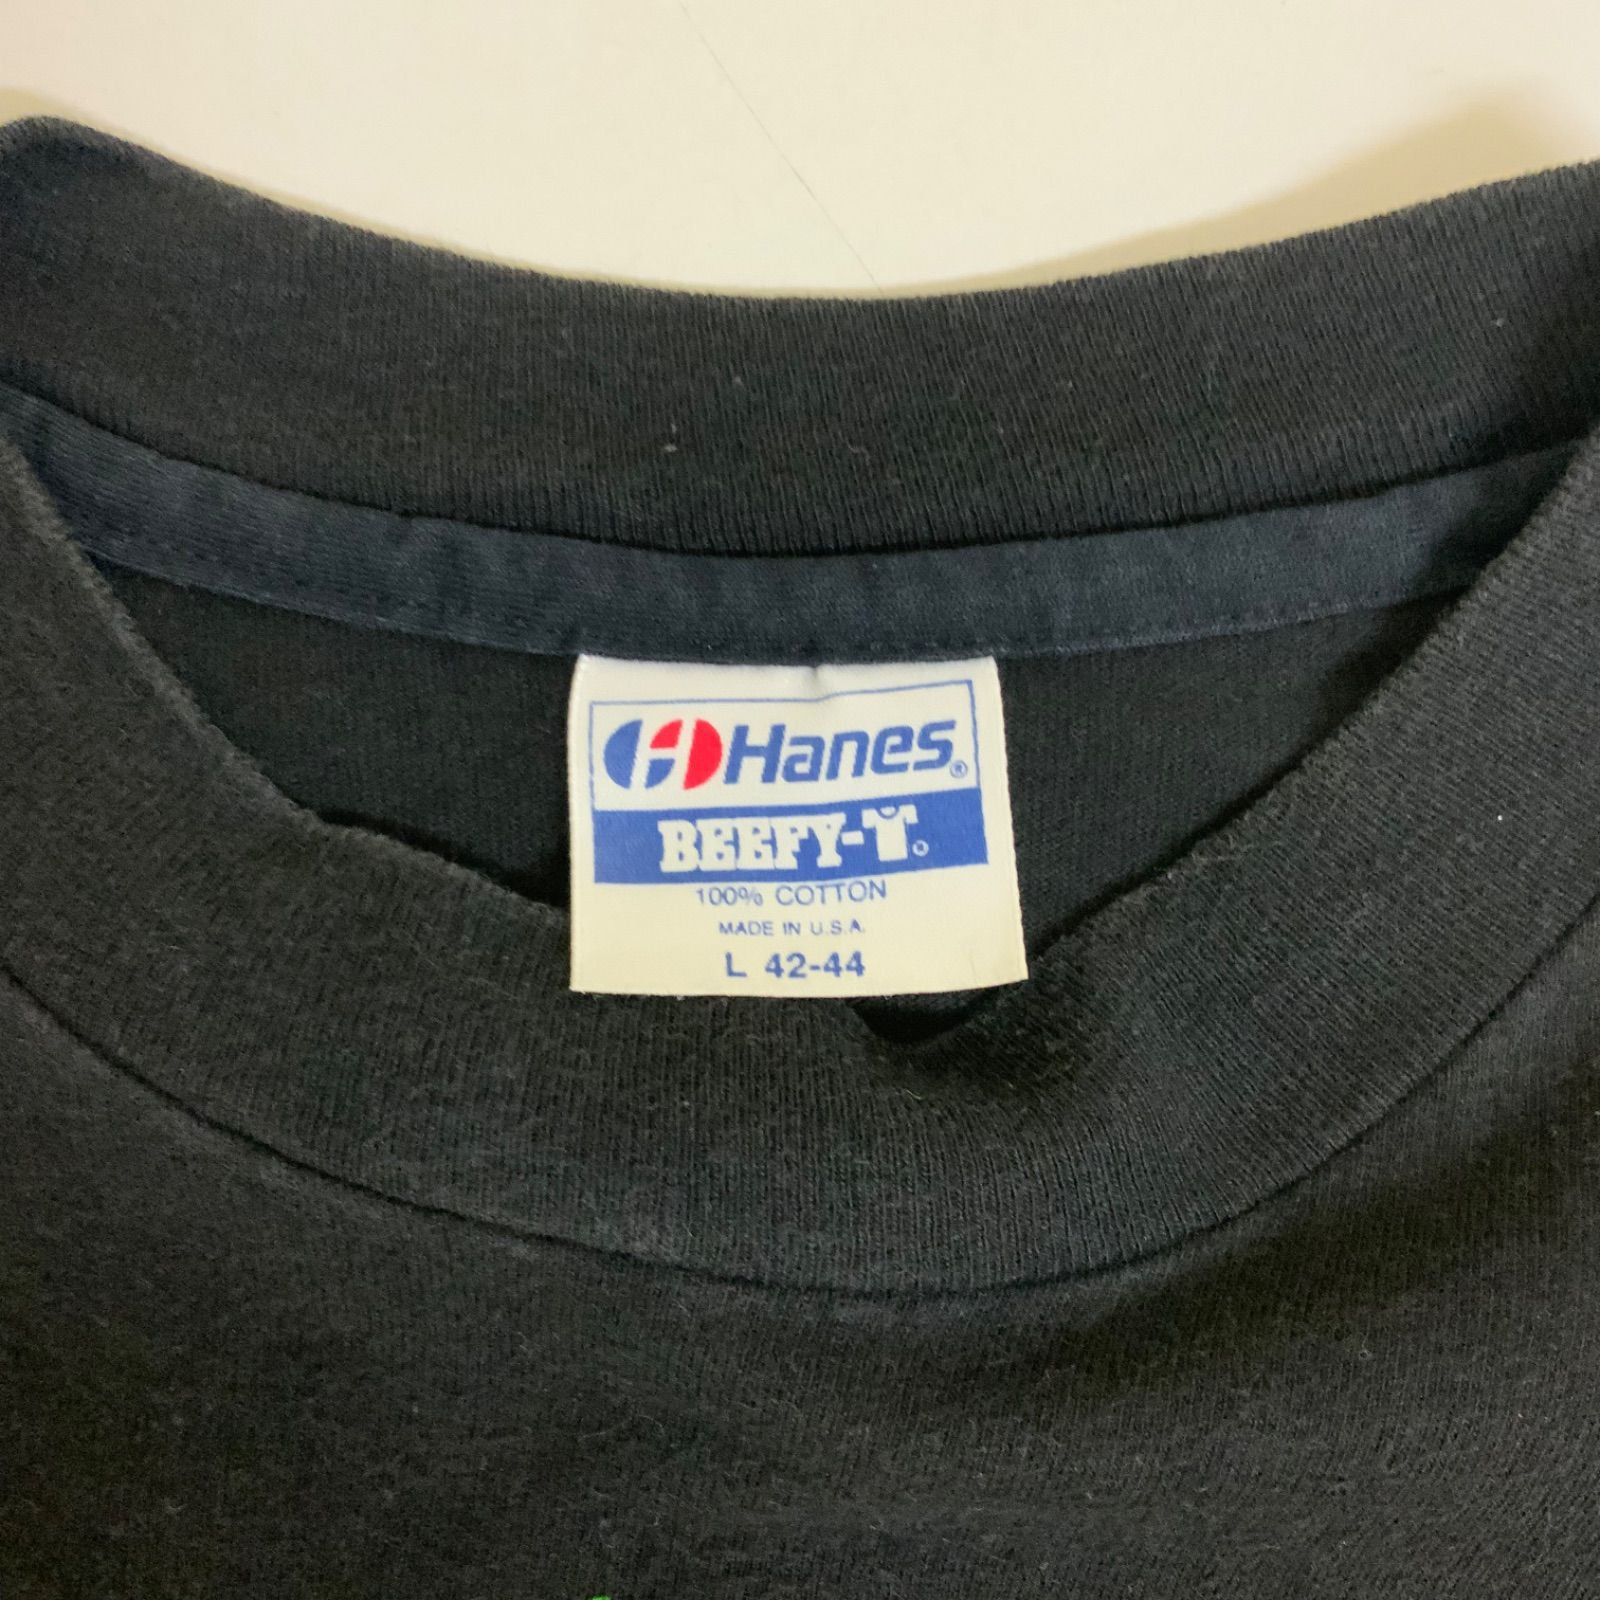 Hanes®
BEEFY-T®
100% COTTON
MADE IN U.S.A.
L 42-44